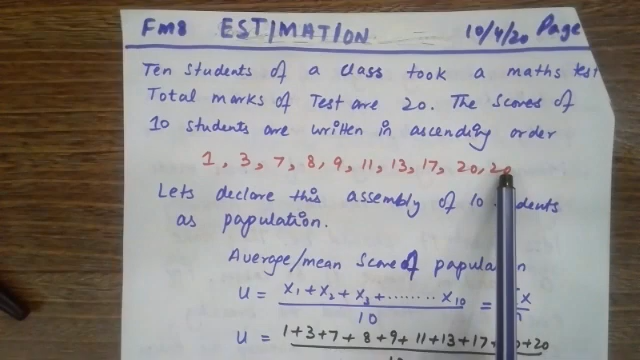 FM8 ESTIMATION 10/4/20 Page
Ten students of a class took a maths test
Total marks of Test are 20. The scores of
10 students are written in ascending order
1, 3, 7, 8, 9, 11, 13, 17, 20, 20
Lets declare this assembly of 10
as papulation.
Average/mean Score of papulation
u = x₁ + x₂ + x₃ + ........ x₁₀ / 10 =
u = 1+3+7+8+9+11+13+17+ +20